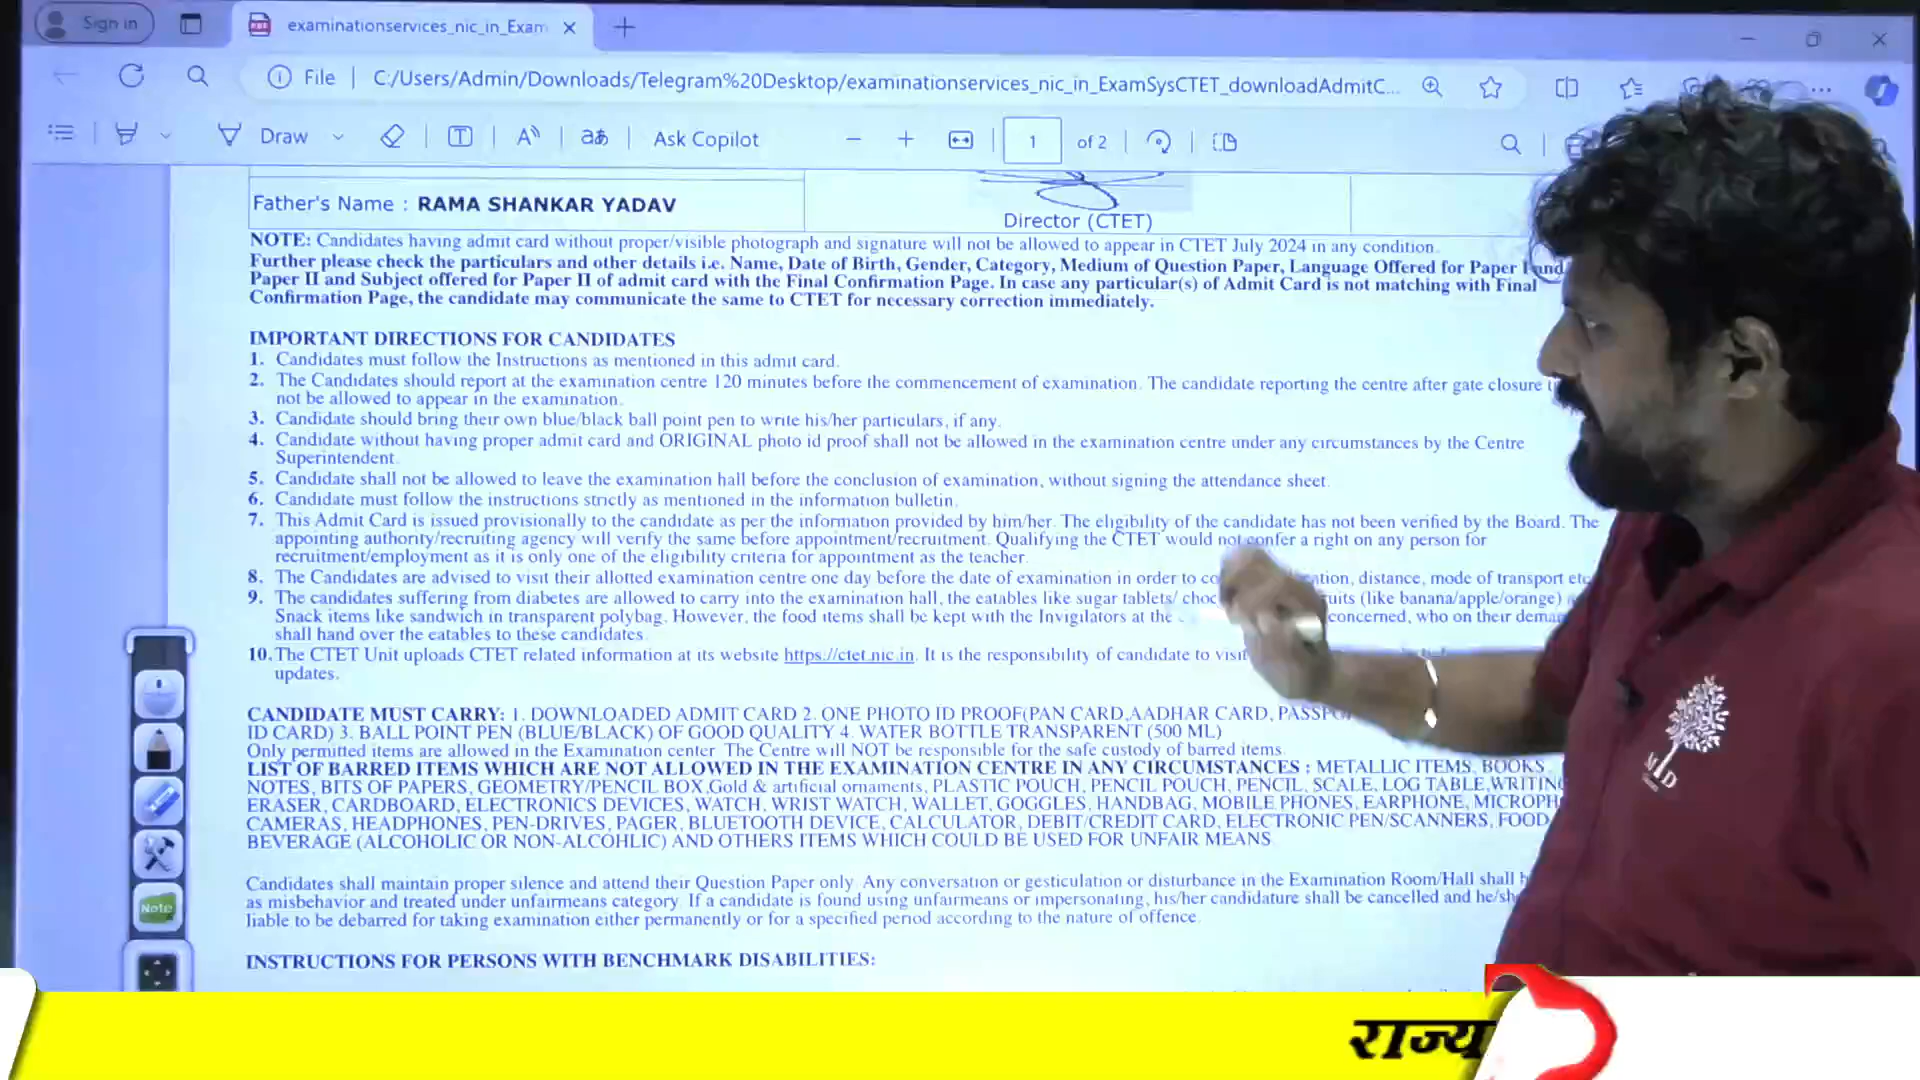 Sign in
examinationservices_nic_in_Exam
File
C:/Users/Admin/Downloads/Telegram%20Desktop/examinationservices_nic_in_ExamSysCTET_downloadAdmitC...
Draw
Ask Copilot
1 of 2
Father's Name : RAMA SHANKAR YADAV
Director (CTET)
NOTE: Candidates having admit card without proper/visible photograph and signature will not be allowed to appear in CTET July 2024 in any condition.
Further please check the particulars and other details i.e. Name, Date of Birth, Gender, Category, Medium of Question Paper, Language Offered for Paper I and
Paper II and Subject offered for Paper II of admit card with the Final Confirmation Page. In case any particular(s) of Admit Card is not matching with Final
Confirmation Page, the candidate may communicate the same to CTET for necessary correction immediately.
IMPORTANT DIRECTIONS FOR CANDIDATES
1. Candidates must follow the Instructions as mentioned in this admit card.
2. The Candidates should report at the examination centre 120 minutes before the commencement of examination. The candidate reporting the centre after gate closure
not be allowed to appear in the examination.
3. Candidate should bring their own blue/black ball point pen to write his/her particulars, if any.
4. Candidate without having proper admit card and ORIGINAL photo id proof shall not be allowed in the examination centre under any circumstances by the Centre
Superintendent.
5. Candidate shall not be allowed to leave the examination hall before the conclusion of examination, without signing the attendance sheet.
6. Candidate must follow the instructions strictly as mentioned in the information bulletin.
7. This Admit Card is issued provisionally to the candidate as per the information provided by him/her. The eligibility of the candidate has not been verified by the Board. The
appointing authority/recruiting agency will verify the same before appointment/recruitment. Qualifying the CTET would not confer a right on any person for
recruitment/employment as it is only one of the eligibility criteria for appointment as the teacher.
8. The Candidates are advised to visit their allotted examination centre one day before the date of examination in order to distance, mode of transport etc
9. The candidates suffering from diabetes are allowed to carry into the examination hall, the eatables like sugar tablets/ (like banana/apple/orange)
Snack items like sandwich in transparent polybag. However, the food items shall be kept with the Invigilators at the concerned, who on their
shall hand over the eatables to these candidates.
10. The CTET Unit uploads CTET related information at its website https://ctet.nic.in. It is the responsibility of candidate to visit
updates.
CANDIDATE MUST CARRY: 1. DOWNLOADED ADMIT CARD 2. ONE PHOTO ID PROOF(PAN CARD,AADHAR CARD,
ID CARD) 3. BALL POINT PEN (BLUE/BLACK) OF GOOD QUALITY 4. WATER BOTTLE TRANSPARENT (500 ML)
Only permitted items are allowed in the Examination center. The Centre will NOT be responsible for the safe custody of barred items.
LIST OF BARRED ITEMS WHICH ARE NOT ALLOWED IN THE EXAMINATION CENTRE IN ANY CIRCUMSTANCES : METALLIC ITEMS, BOOKS,
NOTES, BITS OF PAPERS, GEOMETRY/PENCIL BOX,Gold & artificial ornaments, PLASTIC POUCH, PENCIL POUCH, PENCIL, SCALE, LOG TABLE,WRITING
ERASER, CARDBOARD, ELECTRONICS DEVICES, WATCH, WRIST WATCH, WALLET, GOGGLES, HANDBAG, MOBILE PHONES, EARPHONE,
CAMERAS, HEADPHONES, PEN-DRIVES, PAGER, BLUETOOTH DEVICE, CALCULATOR, DEBIT/CREDIT CARD, ELECTRONIC PEN/SCANNERS, FOOD
BEVERAGE (ALCOHOLIC OR NON-ALCOHLIC) AND OTHERS ITEMS WHICH COULD BE USED FOR UNFAIR MEANS
Candidates shall maintain proper silence and attend their Question Paper only. Any conversation or gesticulation or disturbance in the Examination Room/Hall shall
as misbehavior and treated under unfairmeans category. If a candidate is found using unfairmeans or impersonating, his/her candidature shall be cancelled and
liable to be debarred for taking examination either permanently or for a specified period according to the nature of offence.
INSTRUCTIONS FOR PERSONS WITH BENCHMARK DISABILITIES:
Note
राज्य